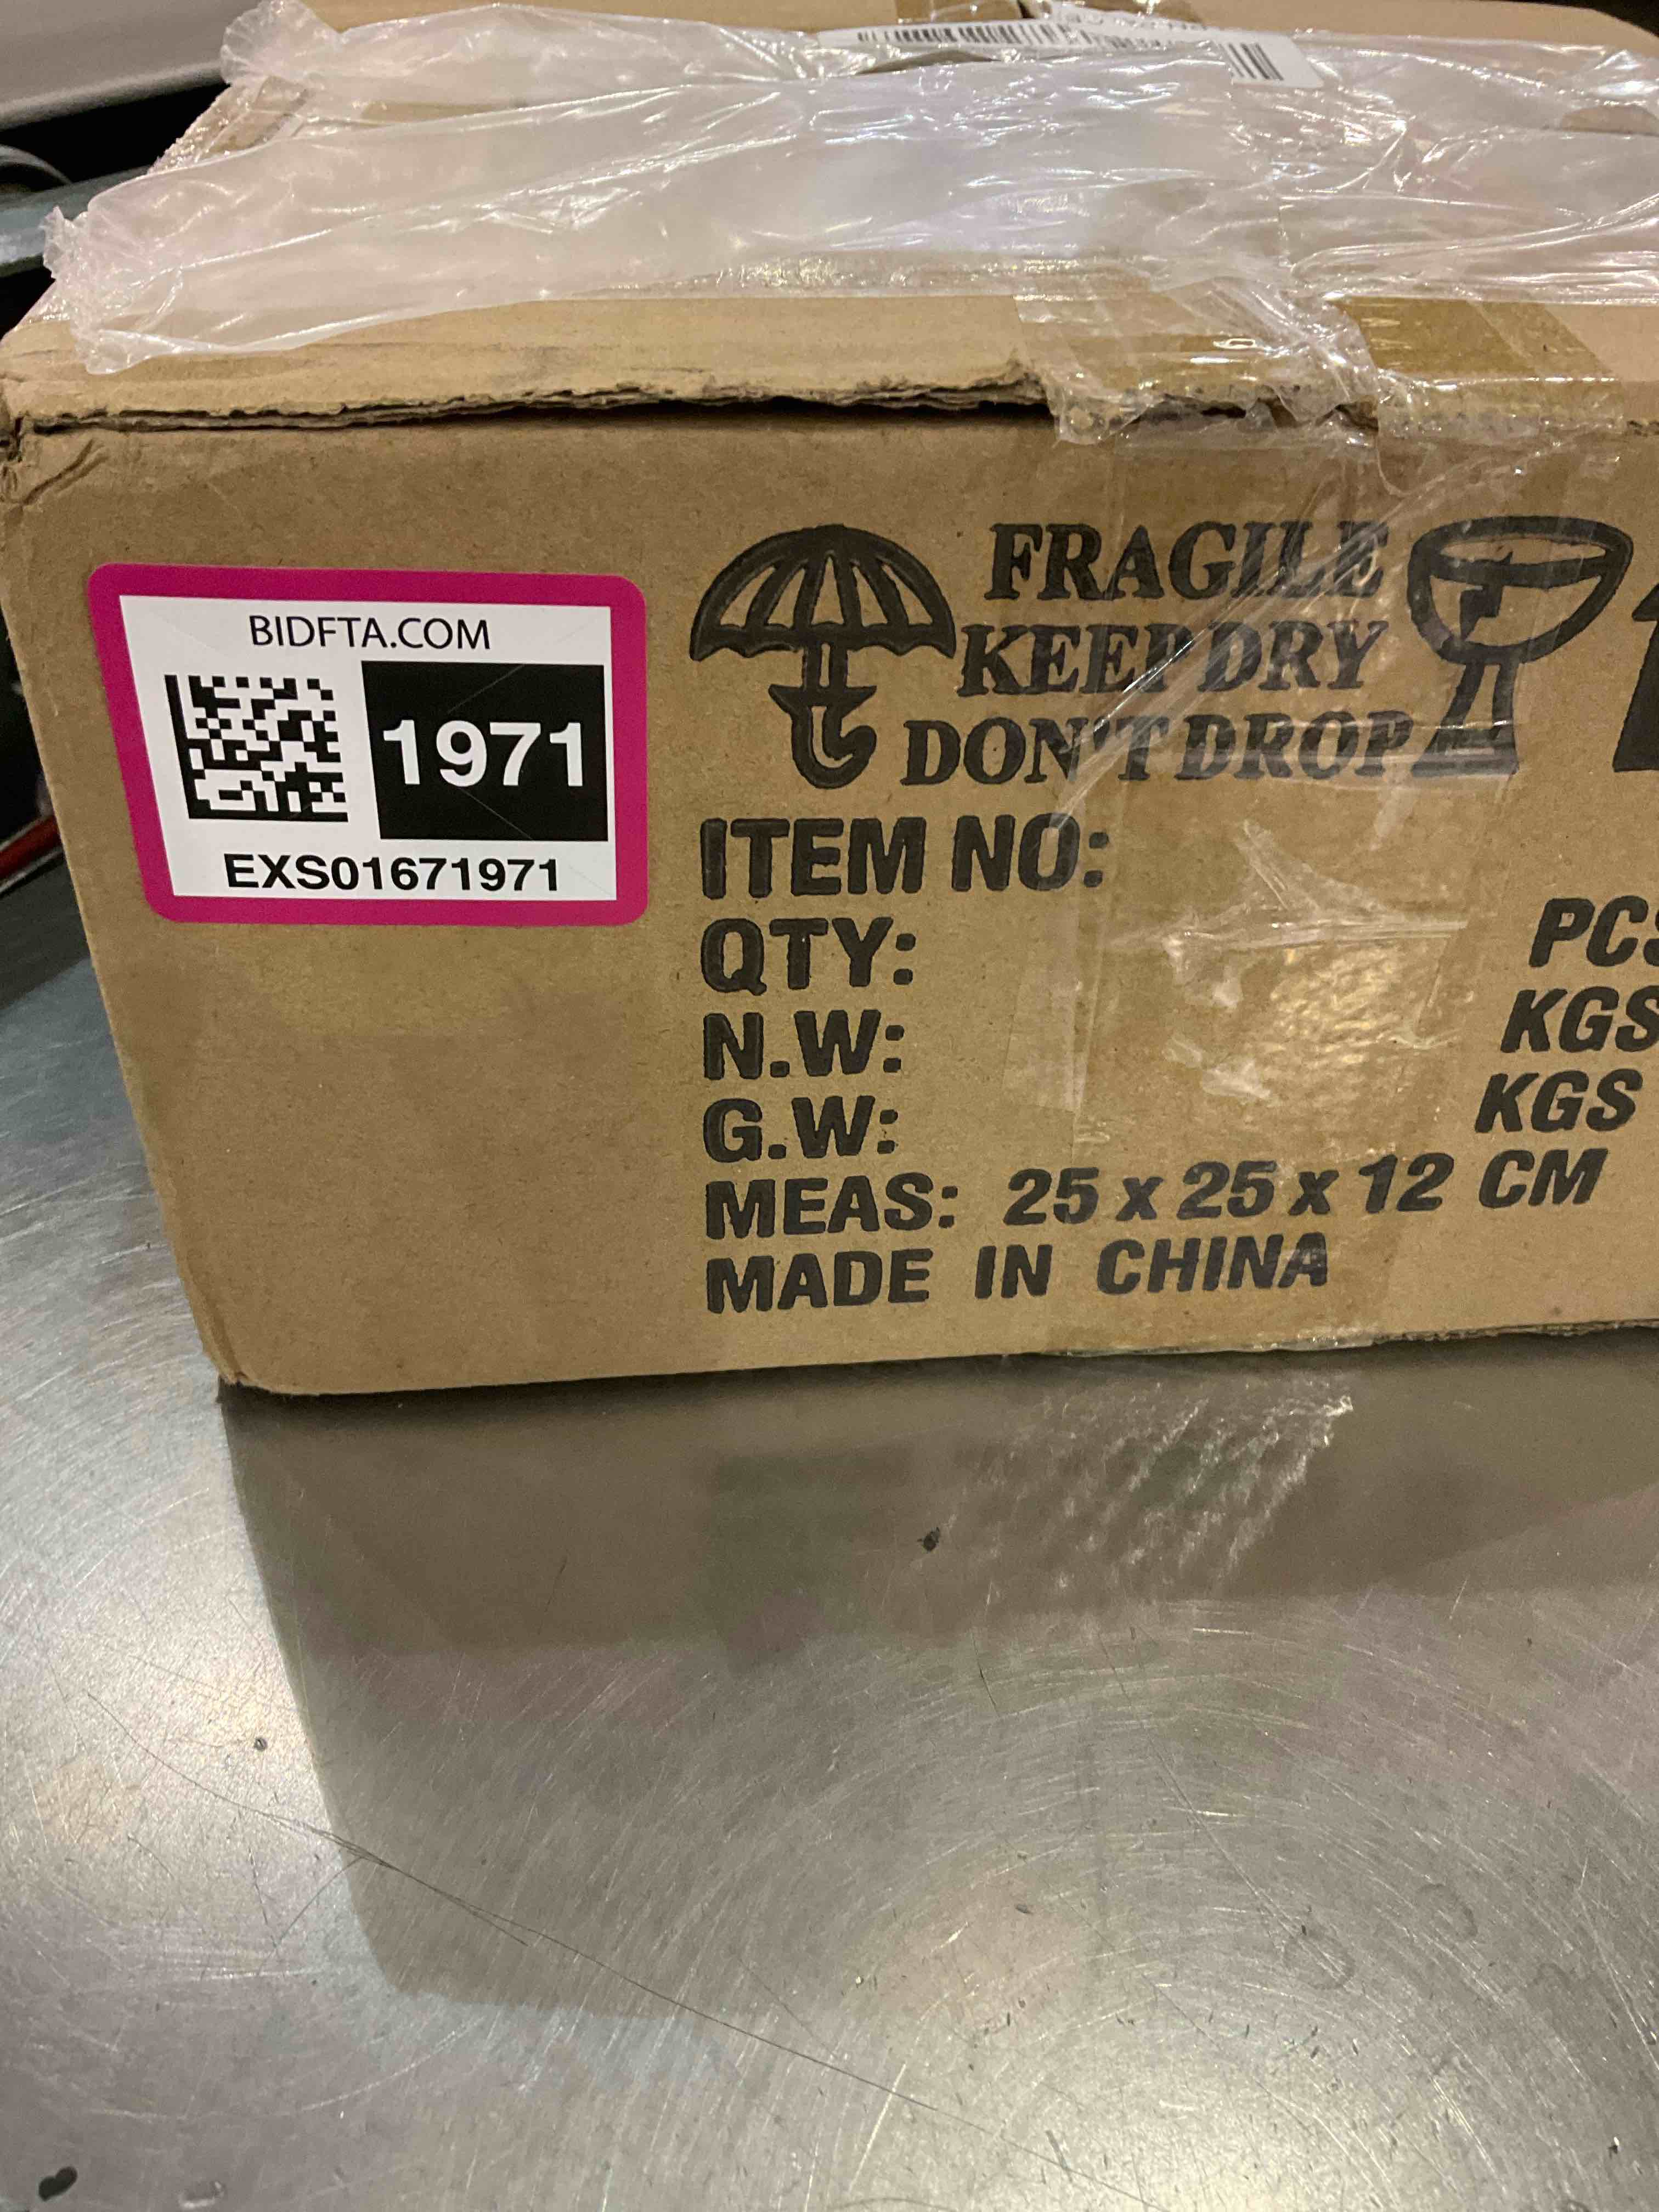 BIDFTA.COM
1971
EXS01671971
FRAGILE
KEEP DRY
DON'T DROP
ITEM NO:
QTY:
N.W: KGS
G.W: KGS
MEAS: 25 x 25 x 12 CM
MADE IN CHINA